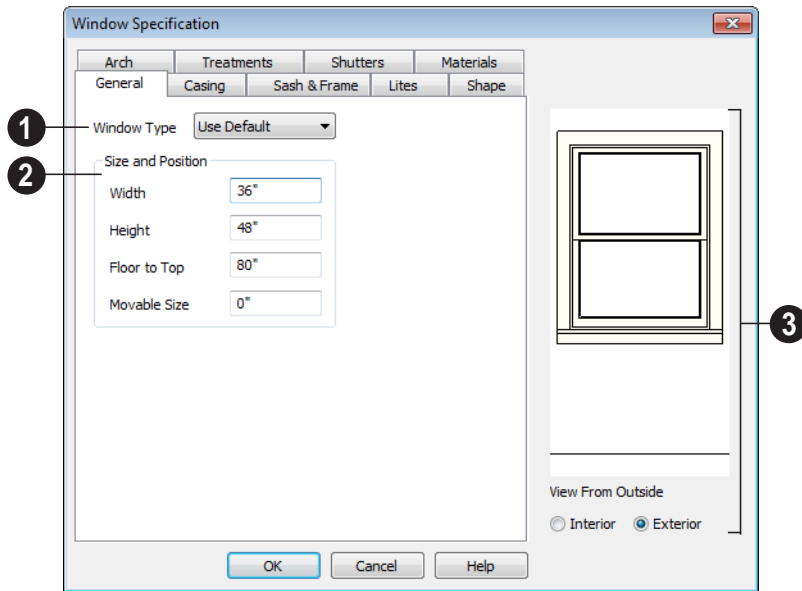 Window Specification
Arch Treatments Shutters Materials
General Casing Sash & Frame Lites Shape
1 Window Type Use Default
2 Size and Position
Width 36"
Height 48"
Floor to Top 80"
Movable Size 0"
3
View From Outside
Interior Exterior
OK Cancel Help